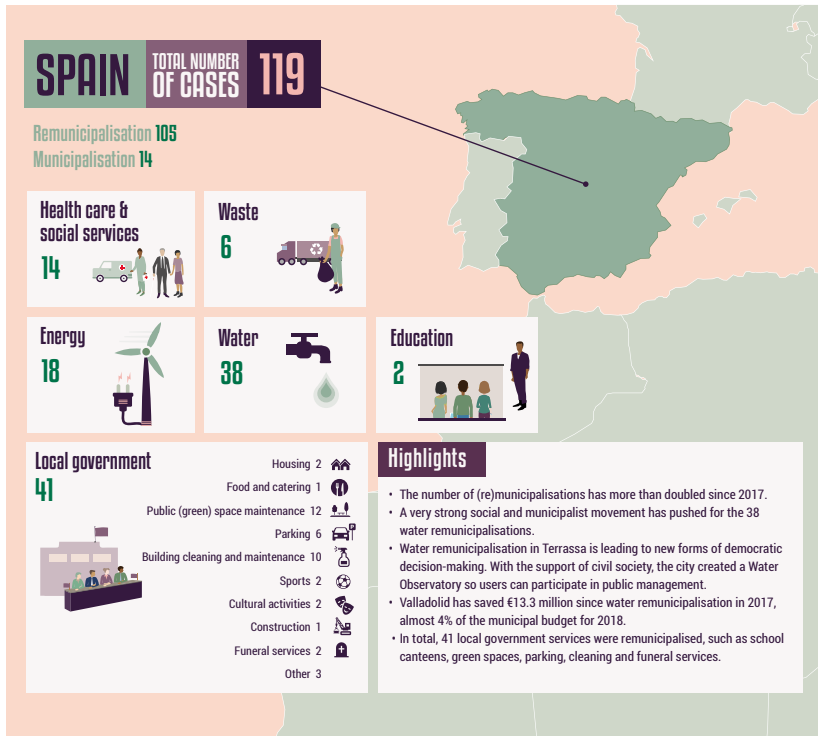 SPAIN
TOTAL NUMBER
OF CASES
119
Remunicipalisation 105
Municipalisation 14
Health care &
social services
14
Waste
6
Energy
18
Water
38
Education
2
Local government
41
Housing 2
Food and catering 1
Public (green) space maintenance 12
Parking 6
P
Building cleaning and maintenance 10
Sports 2
Cultural activities 2
Construction 1
Funeral services 2
Other 3
Highlights
• The number of (re)municipalisations has more than doubled since 2017.
• A very strong social and municipalist movement has pushed for the 38
water remunicipalisations.
• Water remunicipalisation in Terrassa is leading to new forms of democratic
decision-making. With the support of civil society, the city created a Water
Observatory so users can participate in public management.
• Valladolid has saved €13.3 million since water remunicipalisation in 2017,
almost 4% of the municipal budget for 2018.
• In total, 41 local government services were remunicipalised, such as school
canteens, green spaces, parking, cleaning and funeral services.